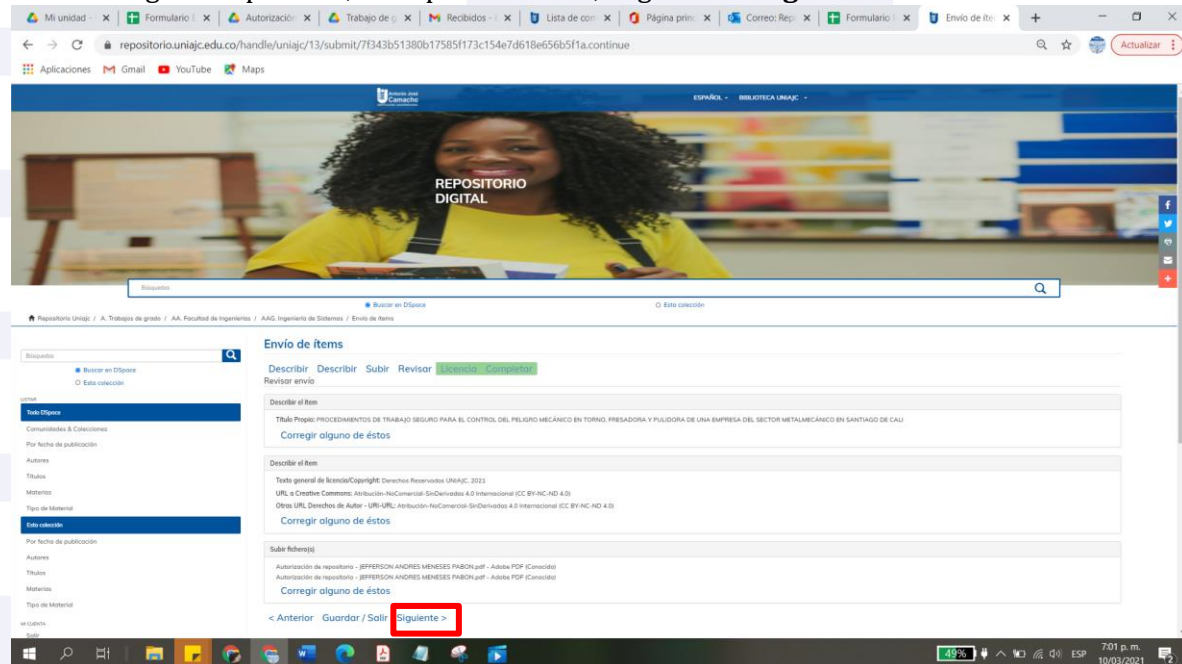 Mi unidad -
Formulario
Autorización
Trabajo de g
Recibidos -
Lista de con
Página princ
Correo: Rep
Formulario
Envío de íte
repositorio.uniajc.edu.co/handle/uniajc/13/submit/7f343b51380b17585f173c154e7d618e656b5f1a.continue
Actualizar
Aplicaciones Gmail YouTube Maps
Antonio José
Camacho
ESPAÑOL BIBLIOTECA UNIAJC
REPOSITORIO
DIGITAL
Búsquedas
Buscar en DSpace Esta colección
Repositorio Uniajc / A. Trabajos de grado / AA. Facultad de Ingenierías / AAG. Ingeniería de Sistemas / Envío de ítems
Búsquedas
Buscar en DSpace
Esta colección
LISTAR
Todo DSpace
Comunidades & Colecciones
Por fecha de publicación
Autores
Títulos
Materias
Tipo de Material
Esta colección
Por fecha de publicación
Autores
Títulos
Materias
Tipo de Material
MI CUENTA
Salir
Envío de ítems
Describir Describir Subir Revisar Licencia Completar
Revisar envío
Describir el ítem
Título Propio: PROCEDIMIENTOS DE TRABAJO SEGURO PARA EL CONTROL DEL PELIGRO MECÁNICO EN TORNO, FRESADORA Y PULIDORA DE UNA EMPRESA DEL SECTOR METALMECÁNICO EN SANTIAGO DE CALI
Corregir alguno de éstos
Describir el ítem
Texto general de licencia/Copyright: Derechos Reservados UNIAJC, 2021
URL a Creative Commons: Atribución-NoComercial-SinDerivadas 4.0 Internacional (CC BY-NC-ND 4.0)
Otras URL Derechos de Autor - URI-URL: Atribución-NoComercial-SinDerivadas 4.0 Internacional (CC BY-NC-ND 4.0)
Corregir alguno de éstos
Subir fichero(s)
Autorización de repositorio - JEFFERSON ANDRES MENESES PABON.pdf - Adobe PDF (Conocido)
Autorización de repositorio - JEFFERSON ANDRES MENESES PABON.pdf - Adobe PDF (Conocido)
Corregir alguno de éstos
< Anterior Guardar / Salir Siguiente >
49% ESP 7:01 p. m.
10/03/2021